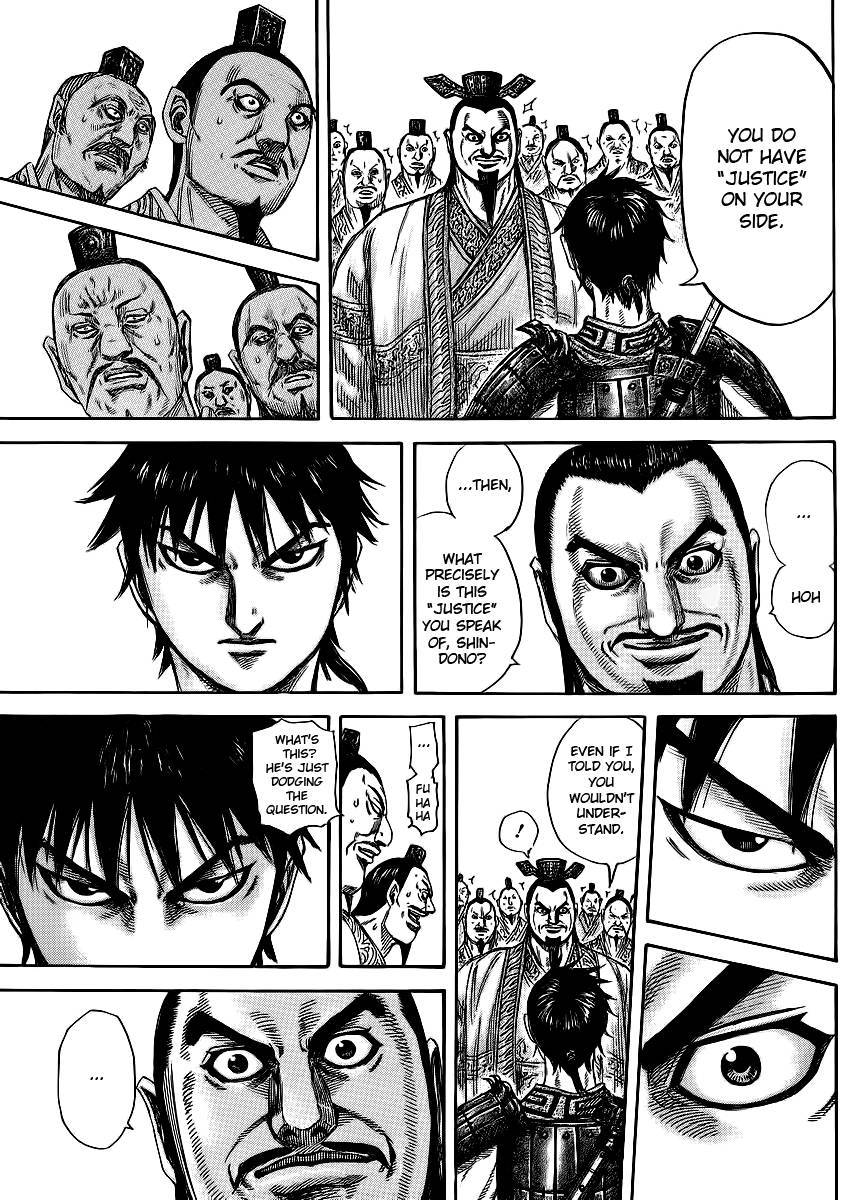 YOU DO
NOT HAVE
"JUSTICE"
ON YOUR
SIDE.
...
HOH
...THEN,
WHAT
PRECISELY
IS THIS
"JUSTICE"
YOU SPEAK
OF, SHIN-
DONO?
EVEN IF I
TOLD YOU,
YOU
WOULDN'T
UNDER-
STAND.
!
...
FU
HA
HA
WHAT'S
THIS?
HE'S JUST
DODGING
THE
QUESTION.
...